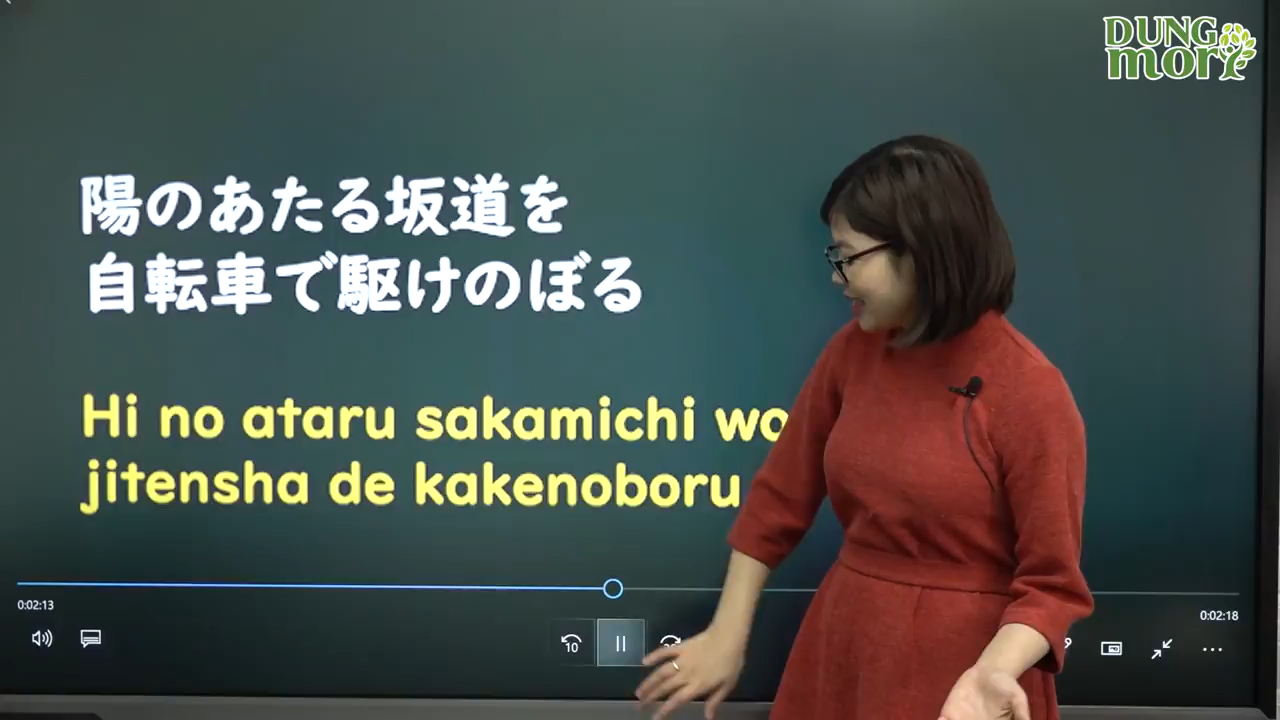 DUNG
mori
陽のあたる坂道を
自転車で駆けのぼる
Hi no ataru sakamichi wo
jitensha de kakenoboru
0:02:13
0:02:18
10